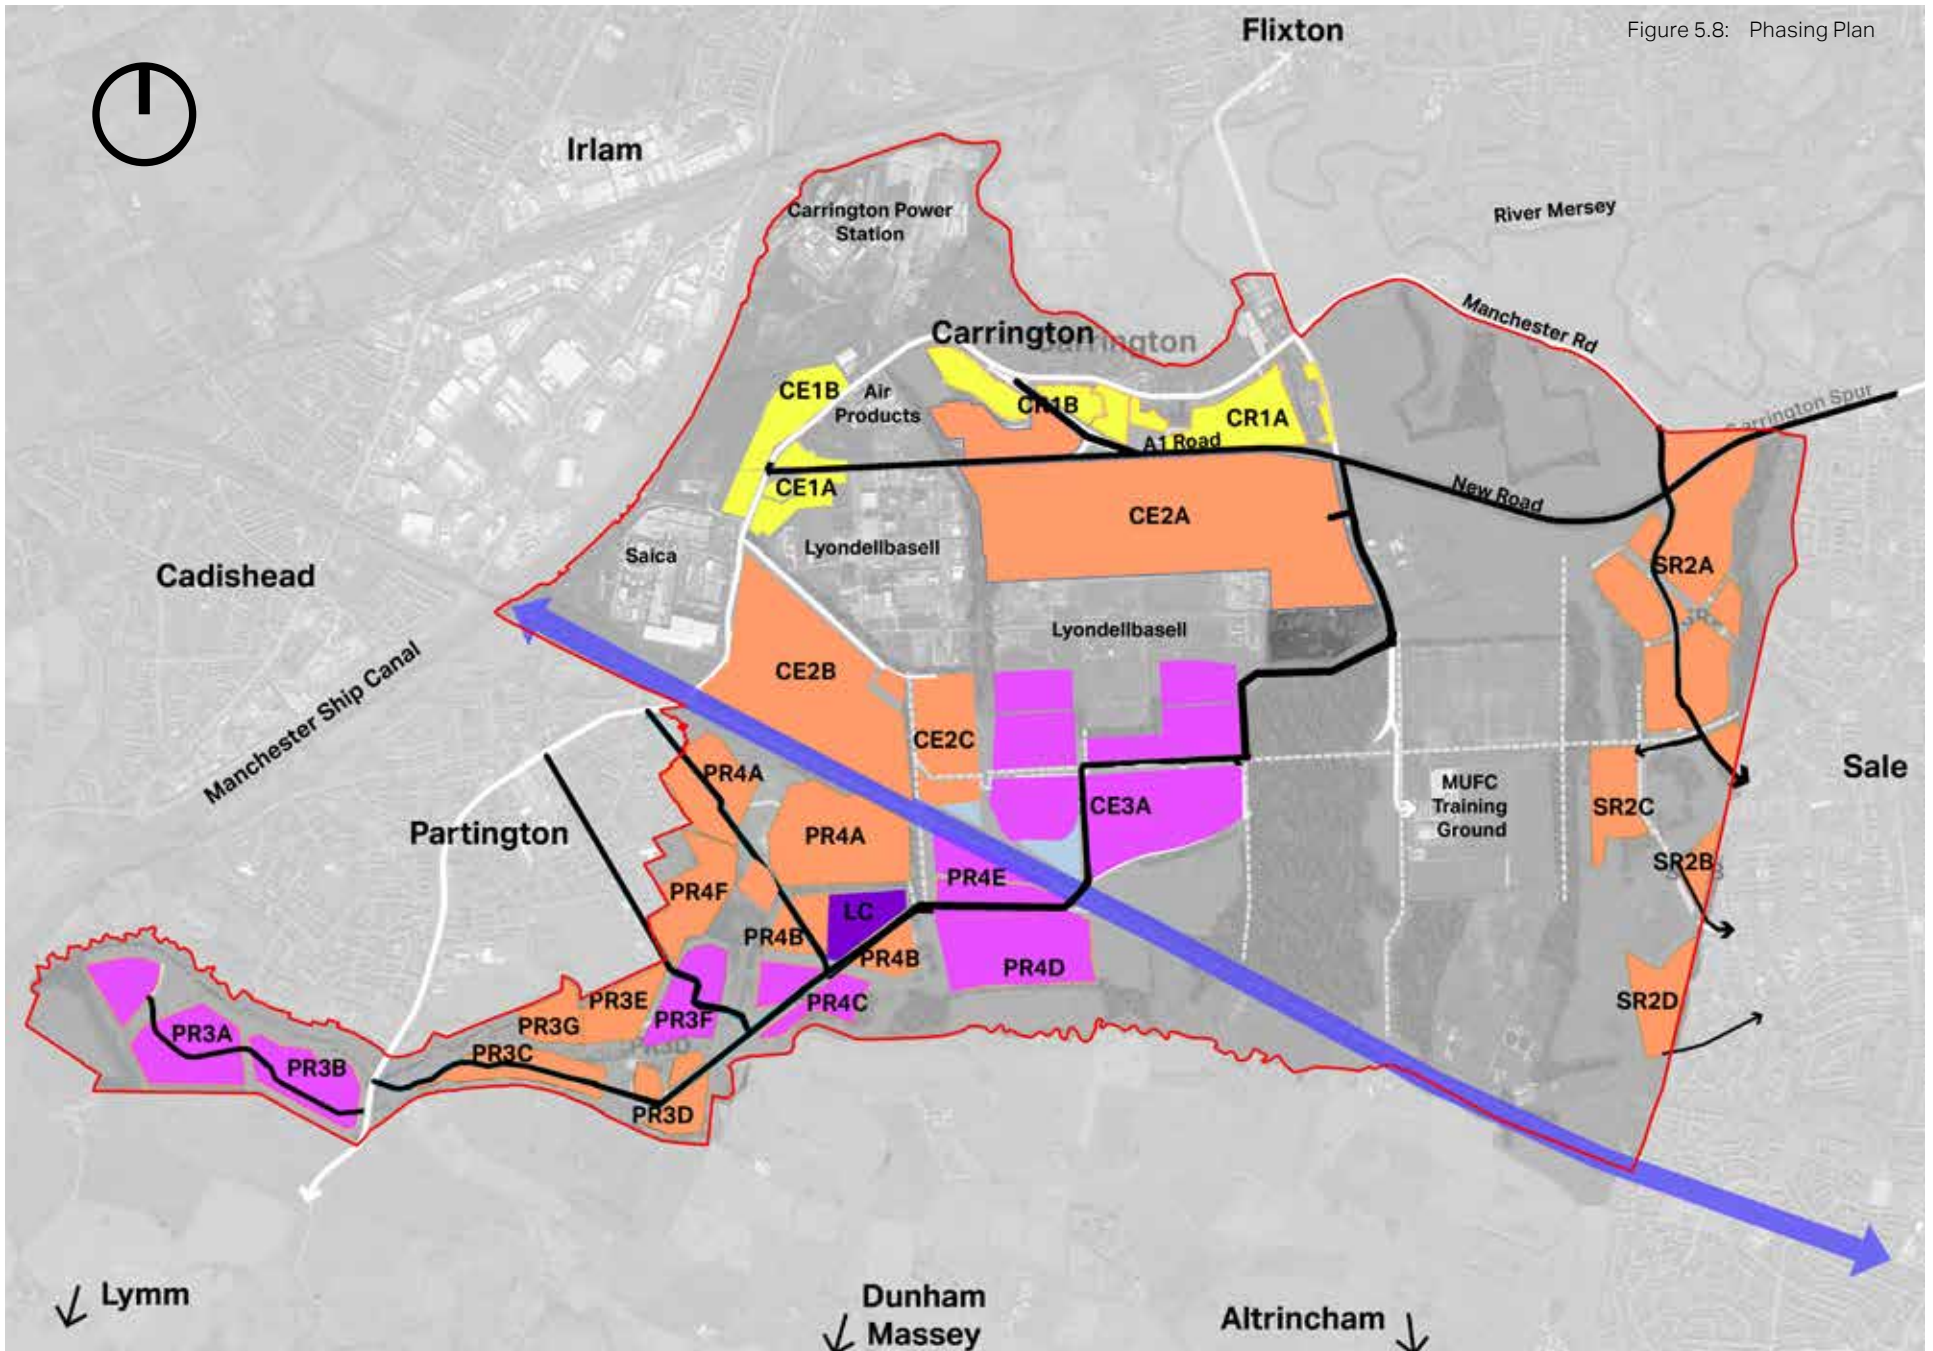 Figure 5.8: Phasing Plan
Flixton
Irlam
Carrington Power
Station
River Mersey
Manchester Rd
Carrington
Carrington
Carrington Spur
CE1B
Air
Products
CR1B
CR1A
A1 Road
CE1A
New Road
CE2A
Saica
Lyondellbasell
SR2A
Cadishead
Lyondellbasell
CE2B
Manchester Ship Canal
CE2C
PR4A
Sale
MUFC
Training
Ground
CE3A
SR2C
Partington
PR4A
SR2B
PR4E
PR4F
LC
PR4B
PR4B
PR4D
PR4C
PR3E
SR2D
PR3F
PR3G
PR3A
PR3D
PR3C
PR3B
PR3D
Lymm
Dunham
Massey
Altrincham